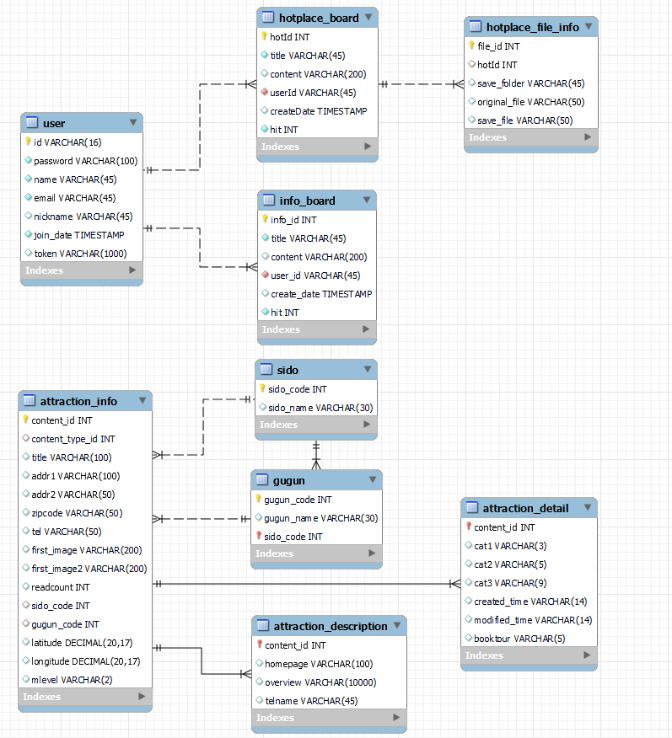 hotplace_board
hotId INT
title VARCHAR(45)
content VARCHAR(200)
userId VARCHAR(45)
createDate TIMESTAMP
hit INT
Indexes
hotplace_file_info
file_id INT
hotId INT
save_folder VARCHAR(45)
original_file VARCHAR(50)
save_file VARCHAR(50)
Indexes
user
id VARCHAR(16)
password VARCHAR(100)
name VARCHAR(45)
email VARCHAR(45)
nickname VARCHAR(45)
join_date TIMESTAMP
token VARCHAR(1000)
Indexes
info_board
info_id INT
title VARCHAR(45)
content VARCHAR(200)
user_id VARCHAR(45)
create_date TIMESTAMP
hit INT
Indexes
sido
sido_code INT
sido_name VARCHAR(30)
Indexes
attraction_info
content_id INT
content_type_id INT
title VARCHAR(100)
addr1 VARCHAR(100)
addr2 VARCHAR(50)
zipcode VARCHAR(50)
tel VARCHAR(50)
first_image VARCHAR(200)
first_image2 VARCHAR(200)
readcount INT
sido_code INT
gugun_code INT
latitude DECIMAL(20,17)
longitude DECIMAL(20,17)
mlevel VARCHAR(2)
Indexes
gugun
gugun_code INT
gugun_name VARCHAR(30)
sido_code INT
Indexes
attraction_detail
content_id INT
cat1 VARCHAR(3)
cat2 VARCHAR(5)
cat3 VARCHAR(9)
created_time VARCHAR(14)
modified_time VARCHAR(14)
booktour VARCHAR(5)
Indexes
attraction_description
content_id INT
homepage VARCHAR(100)
overview VARCHAR(10000)
telname VARCHAR(45)
Indexes